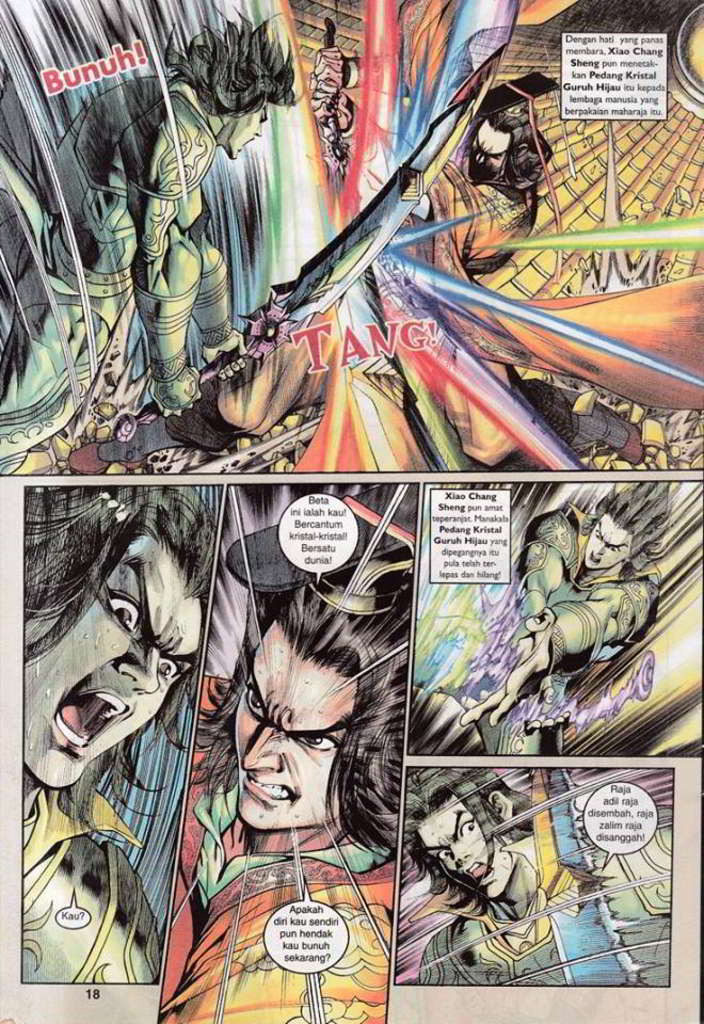 Bunuh!
Dengan hati yang panas
membara, Xiao Chang
Sheng pun menetak-
kan Pedang Kristal
Guruh Hijau itu kepada
lembaga manusia yang
berpakaian maharaja itu.
TANG!
Kau?
Beta
ini ialah kau!
Bercantum
kristal-kristal!
Bersatu
dunia!
Apakah
diri kau sendiri
pun hendak
kau bunuh
sekarang?
Xiao Chang
Sheng pun amat
teperanjat. Manakala
Pedang Kristal
Guruh Hijau yang
dipegangnya itu
pula telah ter-
lepas dan hilang!
Raja
adil raja
disembah, raja
zalim raja
disanggah!
18